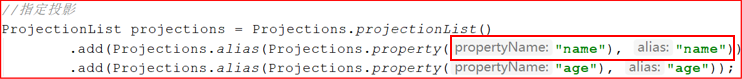 //指定投影
ProjectionList projections = Projections.projectionList()
.add(Projections.alias(Projections.property( propertyName: "name"), alias: "name"))
.add(Projections.alias(Projections.property( propertyName: "age"), alias: "age"));